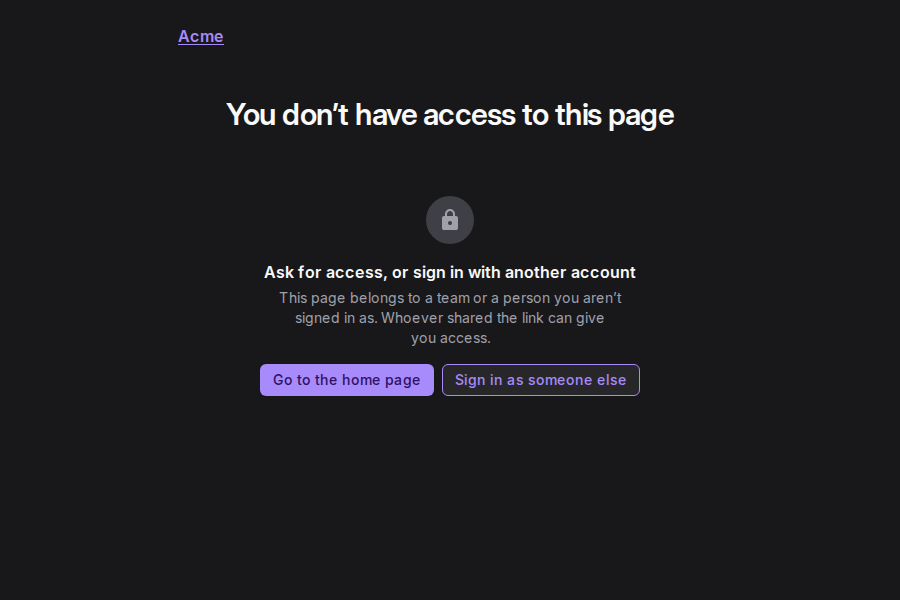 Acme
You don’t have access to this page
Ask for access, or sign in with another account
This page belongs to a team or a person you aren’t
signed in as. Whoever shared the link can give
you access.
Go to the home page
Sign in as someone else